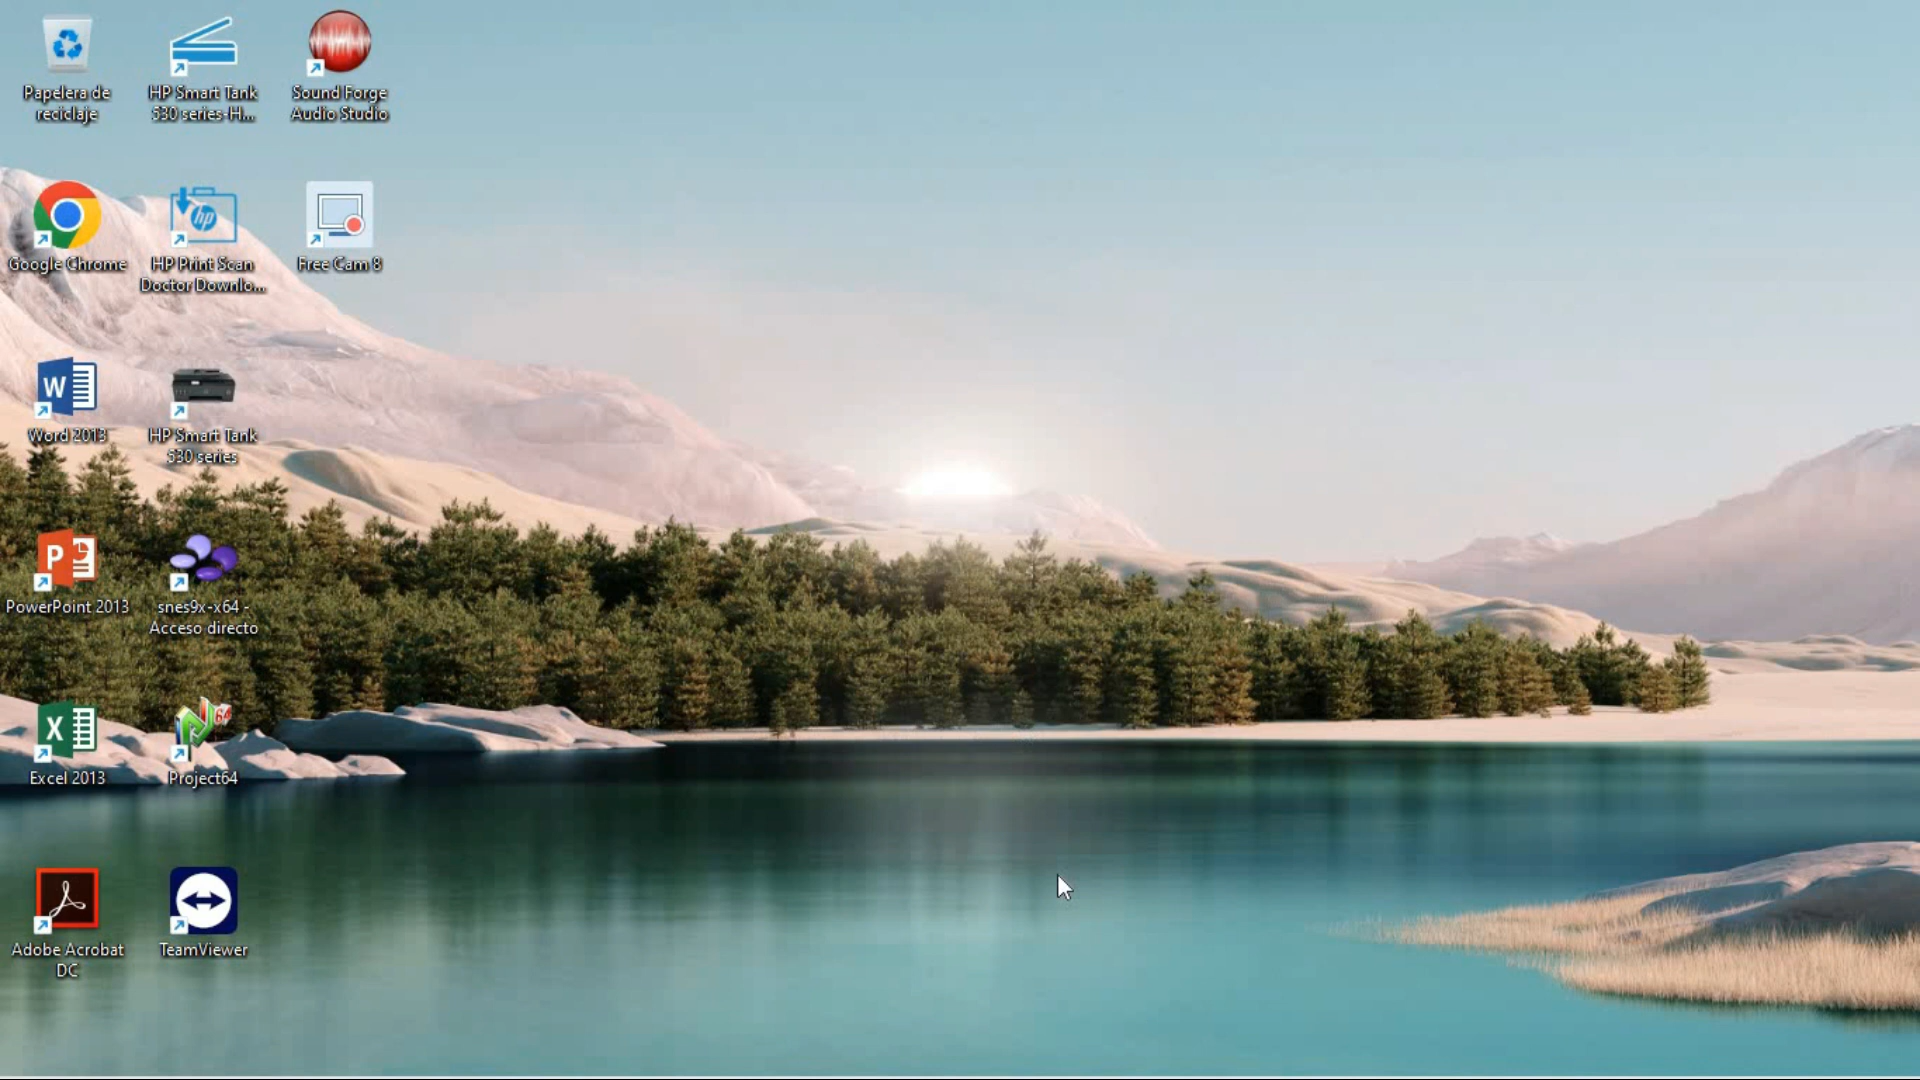 Papelera de
reciclaje
HP Smart Tank
530 series-H...
Sound Forge
Audio Studio
Google Chrome
hp
HP Print Scan
Doctor Downlo...
Free Cam 8
W
Word 2013
HP Smart Tank
530 series
P
PowerPoint 2013
snes9x-x64 -
Acceso directo
X
Excel 2013
N 64
Project64
Adobe Acrobat
DC
TeamViewer